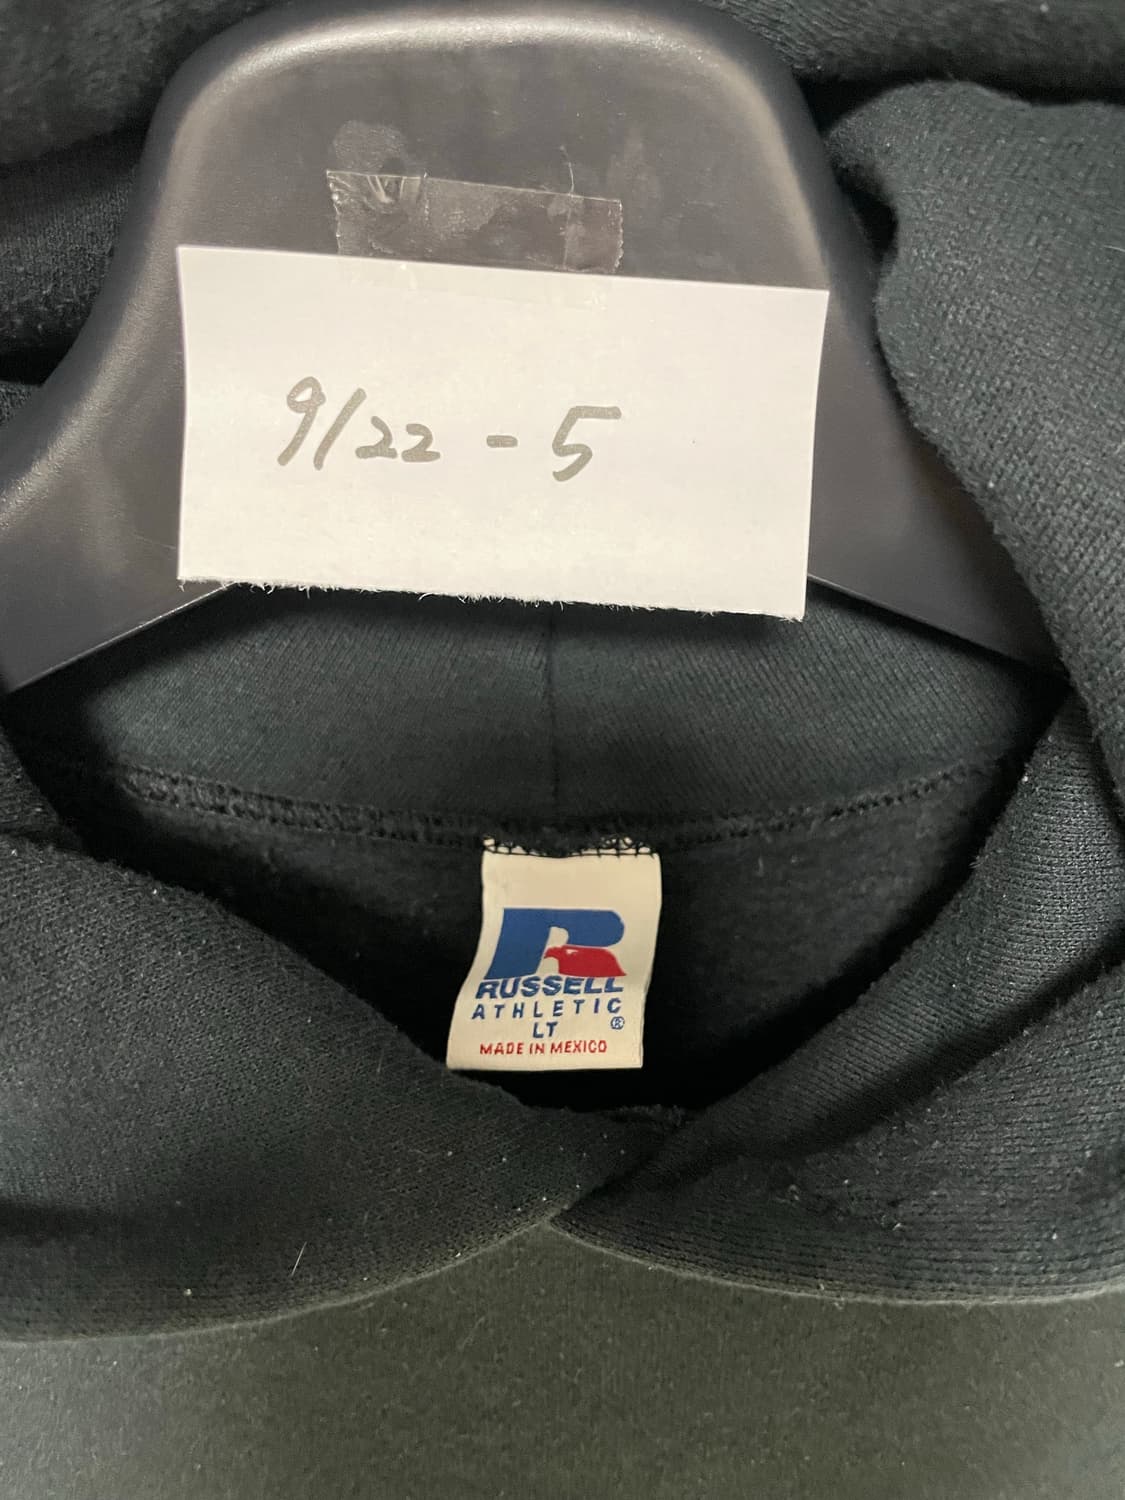 9/22 - 5
RUSSELL
ATHLETIC
LT ®
MADE IN MEXICO